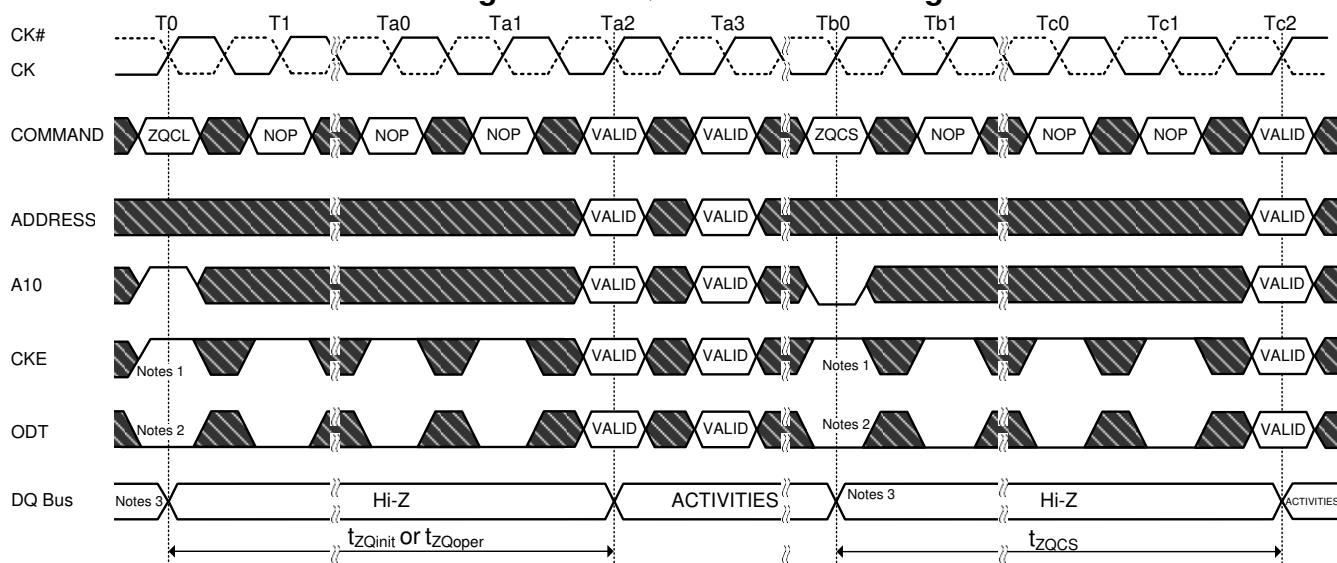 T0 T1 Ta0 Ta1 Ta2 Ta3 Tb0 Tb1 Tc0 Tc1 Tc2
CK#
CK
COMMAND ZQCL NOP NOP NOP VALID VALID ZQCS NOP NOP NOP VALID
ADDRESS VALID VALID VALID
A10 VALID VALID VALID
CKE Notes 1 VALID VALID Notes 1 VALID
ODT Notes 2 VALID VALID Notes 2 VALID
DQ Bus Notes 3 Hi-Z ACTIVITIES Notes 3 Hi-Z ACTIVITIES
tZQinit or tZQoper tZQCS